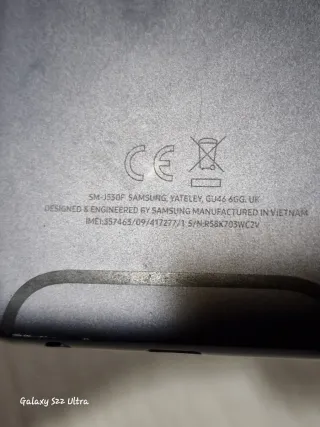 CE
SM-J530F SAMSUNG, YATELEY, GU46 6GG. UK
DESIGNED & ENGINEERED BY SAMSUNG MANUFACTURED IN VIETNAM
IMEI:357463/09/417277/1 S/N:R58K703WCZV
Galaxy S22 Ultra